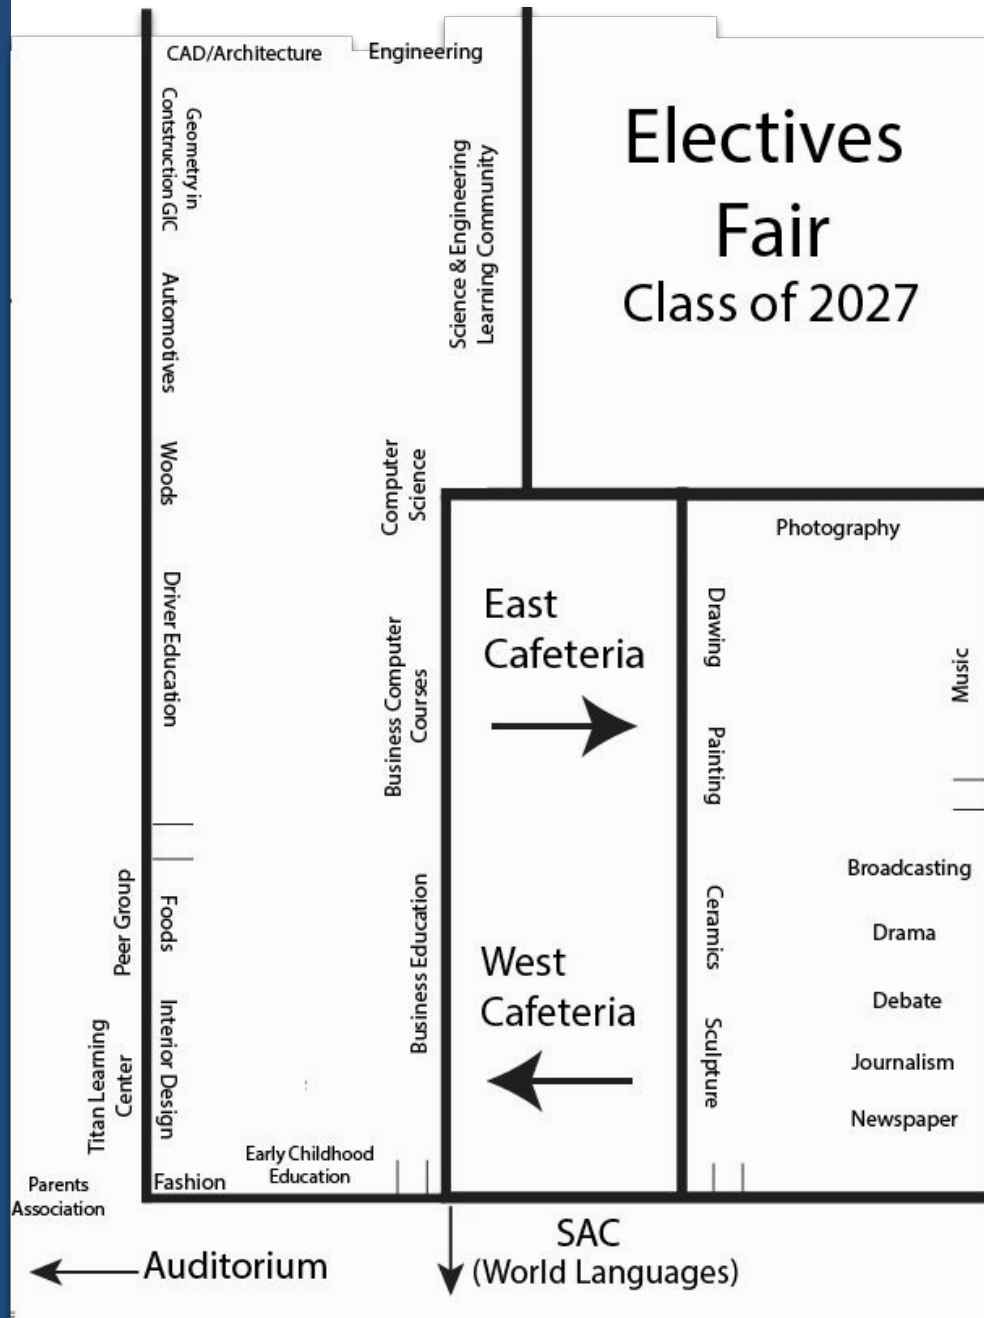 CAD/Architecture
Engineering
Geometry in
Contstruction GIC
Automotives
Woods
Driver Education
Foods
Interior Design
Fashion
Early Childhood
Education
Science & Engineering
Learning Community
Computer
Science
Business Computer
Courses
Business Education
Peer Group
Titan Learning
Center
Parents
Association
Electives
Fair
Class of 2027
East
Cafeteria
West
Cafeteria
Photography
Drawing
Painting
Ceramics
Sculpture
Music
Broadcasting
Drama
Debate
Journalism
Newspaper
Auditorium
SAC
(World Languages)